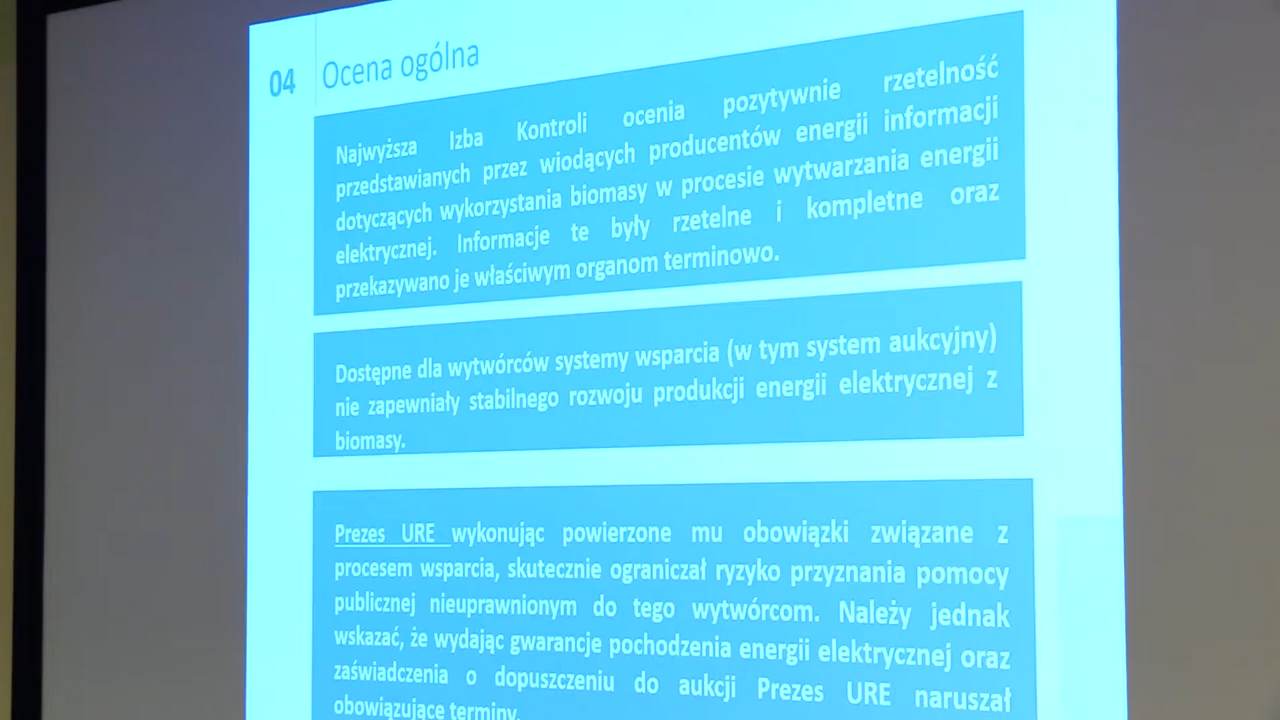 04
Ocena ogólna
Najwyższa Izba Kontroli ocenia pozytywnie rzetelność
przedstawianych przez wiodących producentów energii informacji
dotyczących wykorzystania biomasy w procesie wytwarzania energii
elektrycznej. Informacje te były rzetelne i kompletne oraz
przekazywano je właściwym organom terminowo.
Dostępne dla wytwórców systemy wsparcia (w tym system aukcyjny)
nie zapewniały stabilnego rozwoju produkcji energii elektrycznej z
biomasy.
Prezes URE wykonując powierzone mu obowiązki związane z
procesem wsparcia, skutecznie ograniczał ryzyko przyznania pomocy
publicznej nieuprawnionym do tego wytwórcom. Należy jednak
wskazać, że wydając gwarancje pochodzenia energii elektrycznej oraz
zaświadczenia o dopuszczeniu do aukcji Prezes URE naruszał
obowiązujące terminy.